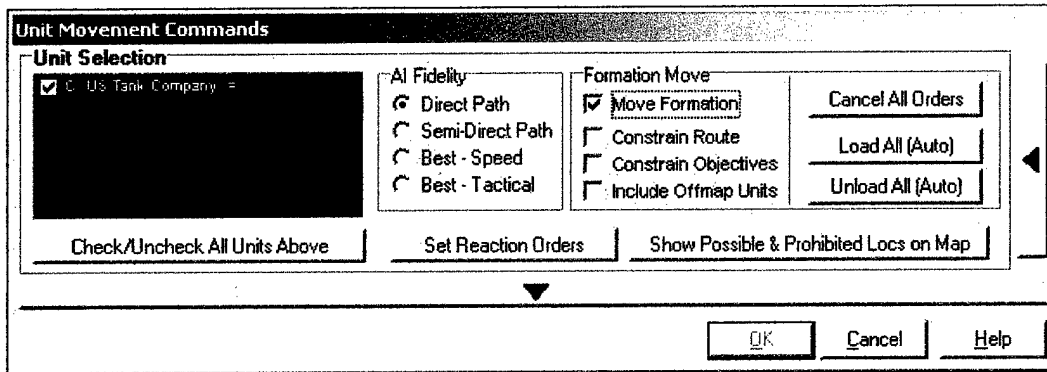 Unit Movement Commands
Unit Selection
C US Tank Company =
AI Fidelity
Direct Path
Semi-Direct Path
Best - Speed
Best - Tactical
Formation Move
Move Formation
Constrain Route
Constrain Objectives
Include Offmap Units
Cancel All Orders
Load All (Auto)
Unload All (Auto)
Check/Uncheck All Units Above
Set Reaction Orders
Show Possible & Prohibited Locs on Map
OK
Cancel
Help